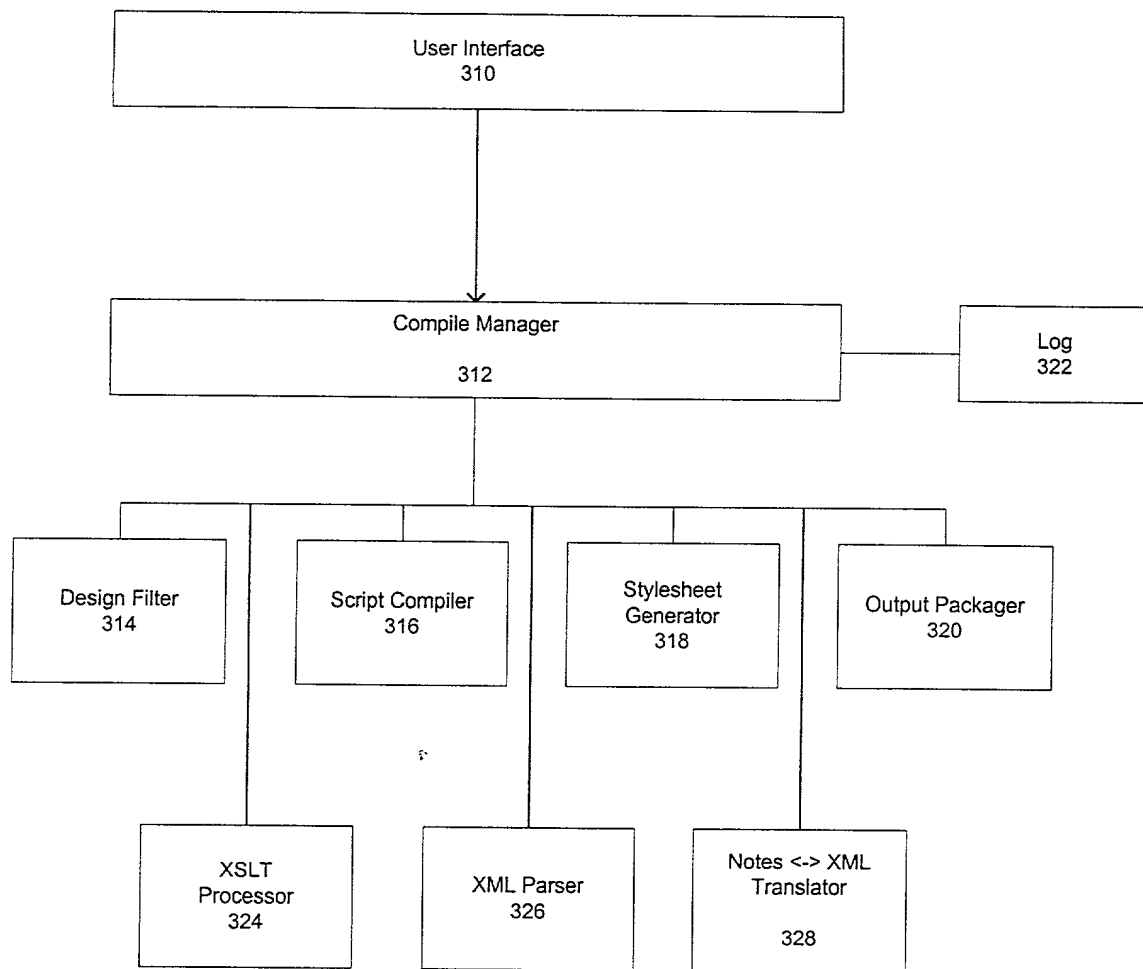 User Interface
310
Compile Manager
312
Log
322
Design Filter
314
Script Compiler
316
Stylesheet
Generator
318
Output Packager
320
XSLT
Processor
324
XML Parser
326
Notes <-> XML
Translator
328